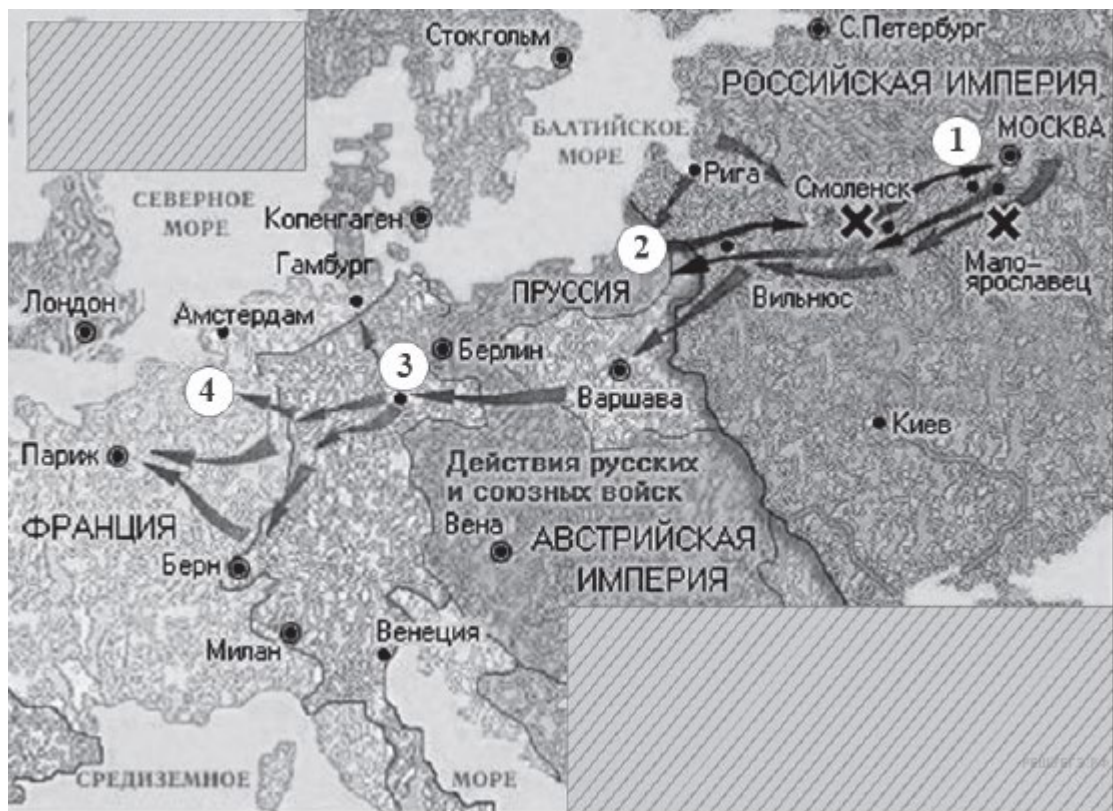 Стокгольм
С.Петербург
РОССИЙСКАЯ ИМПЕРИЯ
БАЛТИЙСКОЕ
МОРЕ
1
МОСКВА
Рига
Смоленск
СЕВЕРНОЕ
МОРЕ
Копенгаген
2
Мало-
ярославец
Гамбург
ПРУССИЯ
Вильнюс
Лондон
Амстердам
Берлин
3
4
Варшава
Киев
Париж
Действия русских
и союзных войск
ФРАНЦИЯ
Вена
АВСТРИЙСКАЯ
ИМПЕРИЯ
Берн
Милан
Венеция
СРЕДИЗЕМНОЕ
МОРЕ